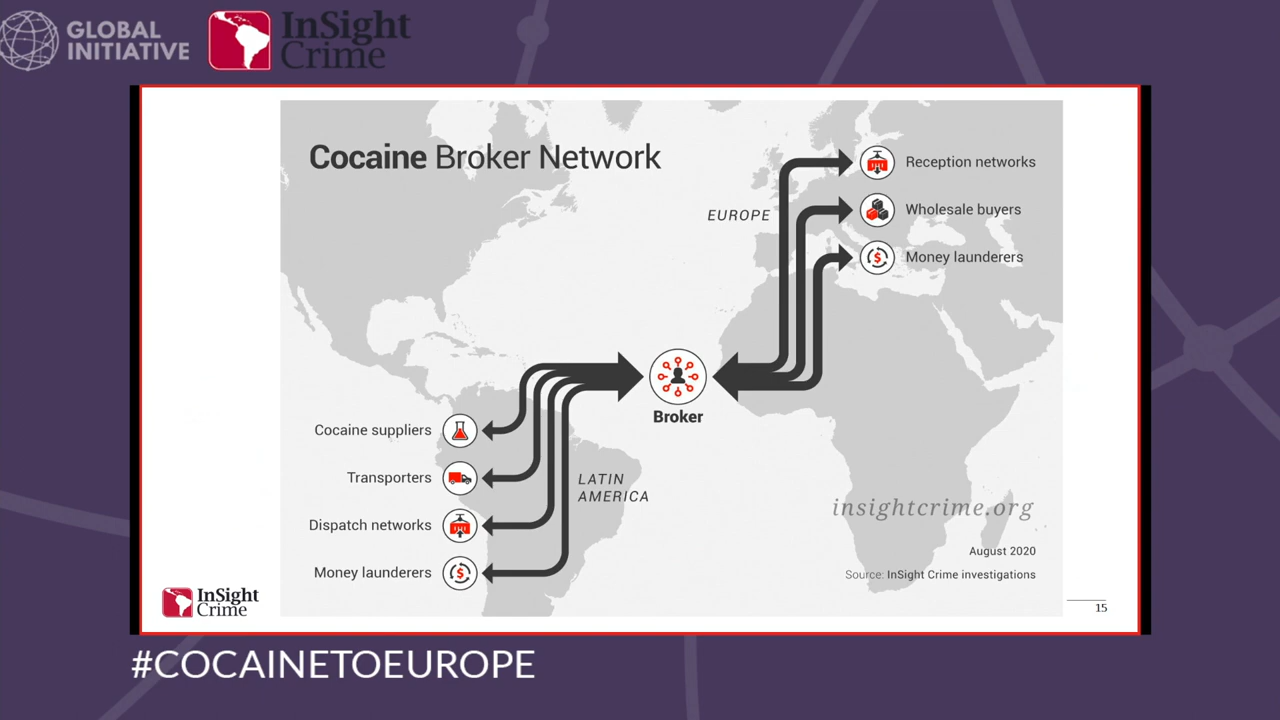 GLOBAL
INITIATIVE
InSight
Crime
Cocaine Broker Network
Reception networks
EUROPE
Wholesale buyers
Money launderers
Broker
Cocaine suppliers
Transporters
LATIN
AMERICA
Dispatch networks
Money launderers
insightcrime.org
August 2020
Source: InSight Crime investigations
InSight
Crime
15
#COCAINETOEUROPE